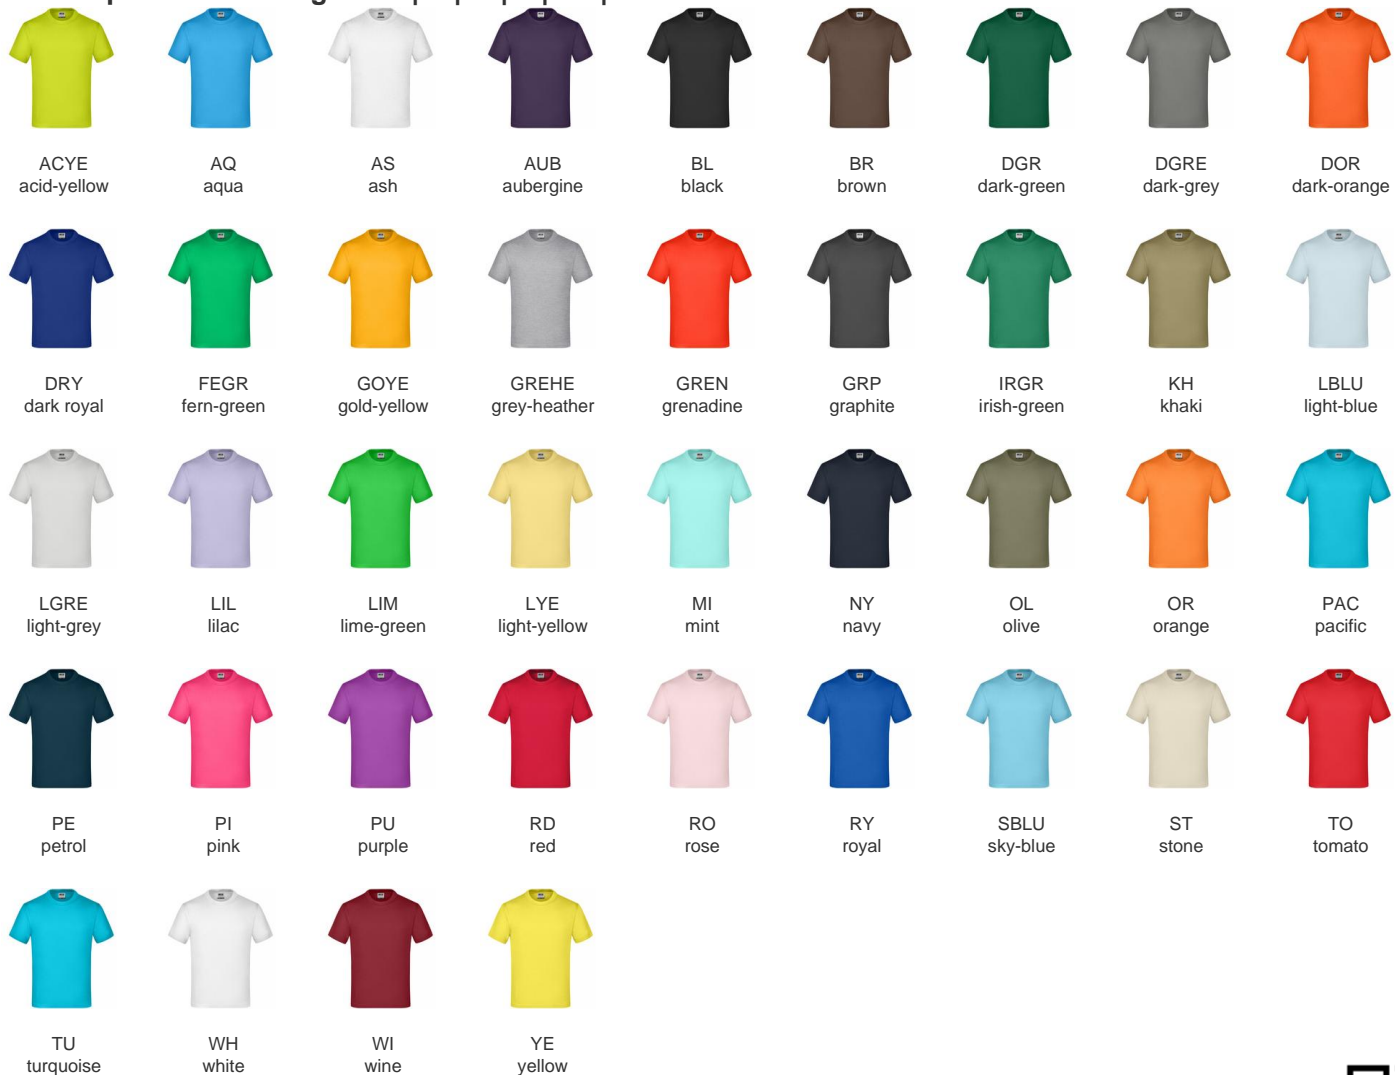 ACYE
acid-yellow
AQ
aqua
AS
ash
AUB
aubergine
BL
black
BR
brown
DGR
dark-green
DGRE
dark-grey
DOR
dark-orange
DRY
dark royal
FEGR
fern-green
GOYE
gold-yellow
GREHE
grey-heather
GREN
grenadine
GRP
graphite
IRGR
irish-green
KH
khaki
LBLU
light-blue
LGRE
light-grey
LIL
lilac
LIM
lime-green
LYE
light-yellow
MI
mint
NY
navy
OL
olive
OR
orange
PAC
pacific
PE
petrol
PI
pink
PU
purple
RD
red
RO
rose
RY
royal
SBLU
sky-blue
ST
stone
TO
tomato
TU
turquoise
WH
white
WI
wine
YE
yellow